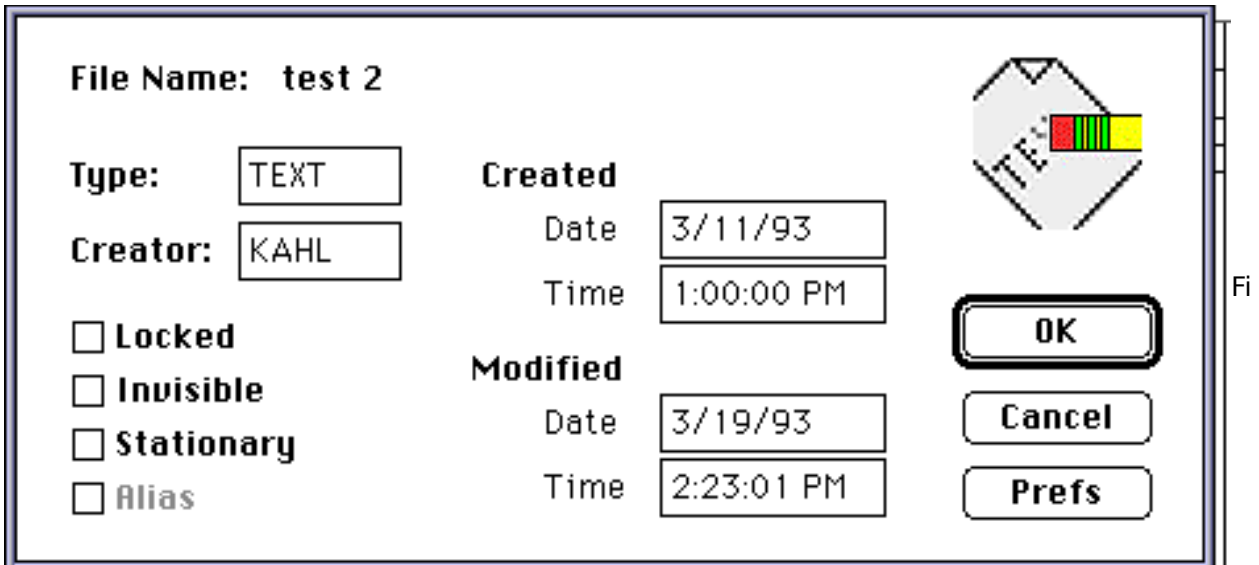 File Name: test 2
Type: TEXT
Creator: KAHL
Locked
Invisible
Stationary
Alias
Created
Date 3/11/93
Time 1:00:00 PM
Modified
Date 3/19/93
Time 2:23:01 PM
OK
Cancel
Prefs
Fi